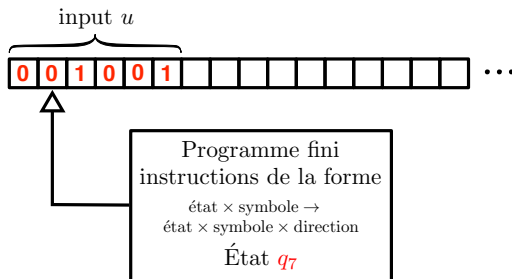 input u
0 0 1 0 0 1
...
Programme fini
instructions de la forme
état × symbole →
état × symbole × direction
État q₇